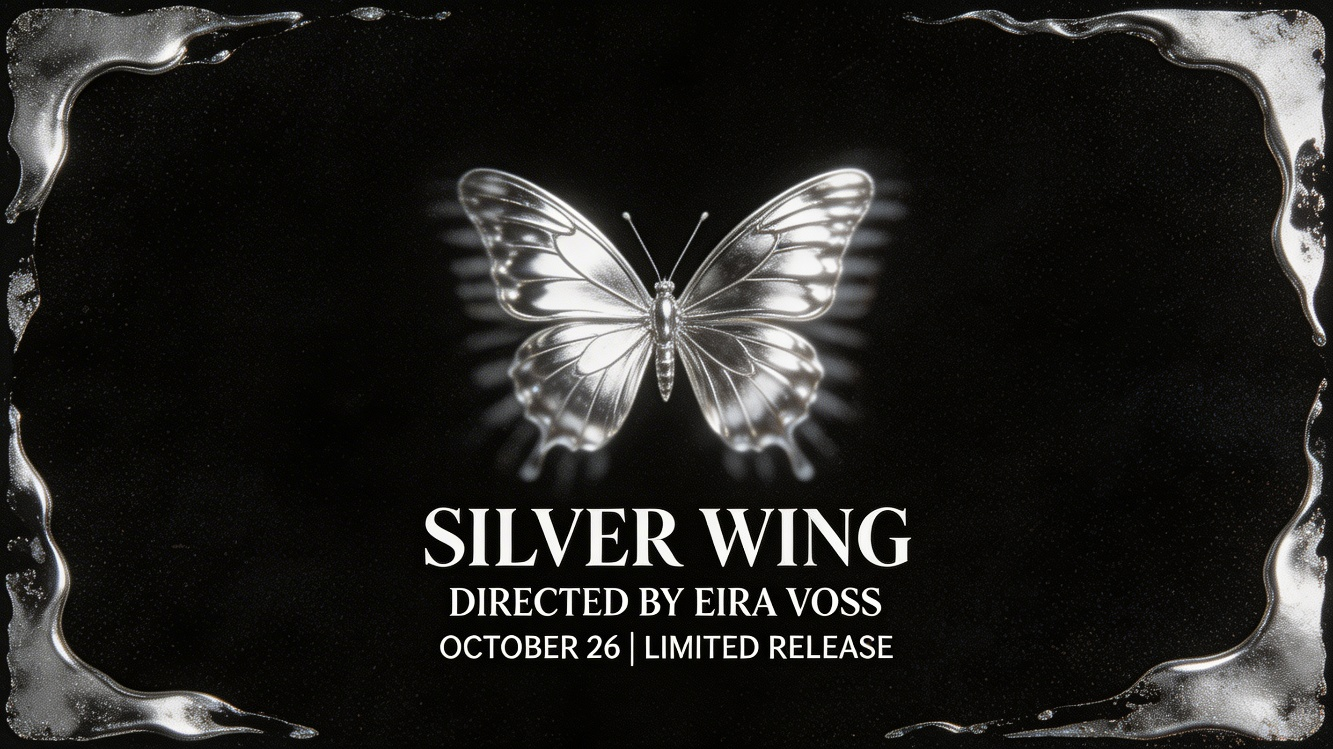 SILVER WING
DIRECTED BY EIRA VOSS
OCTOBER 26 | LIMITED RELEASE